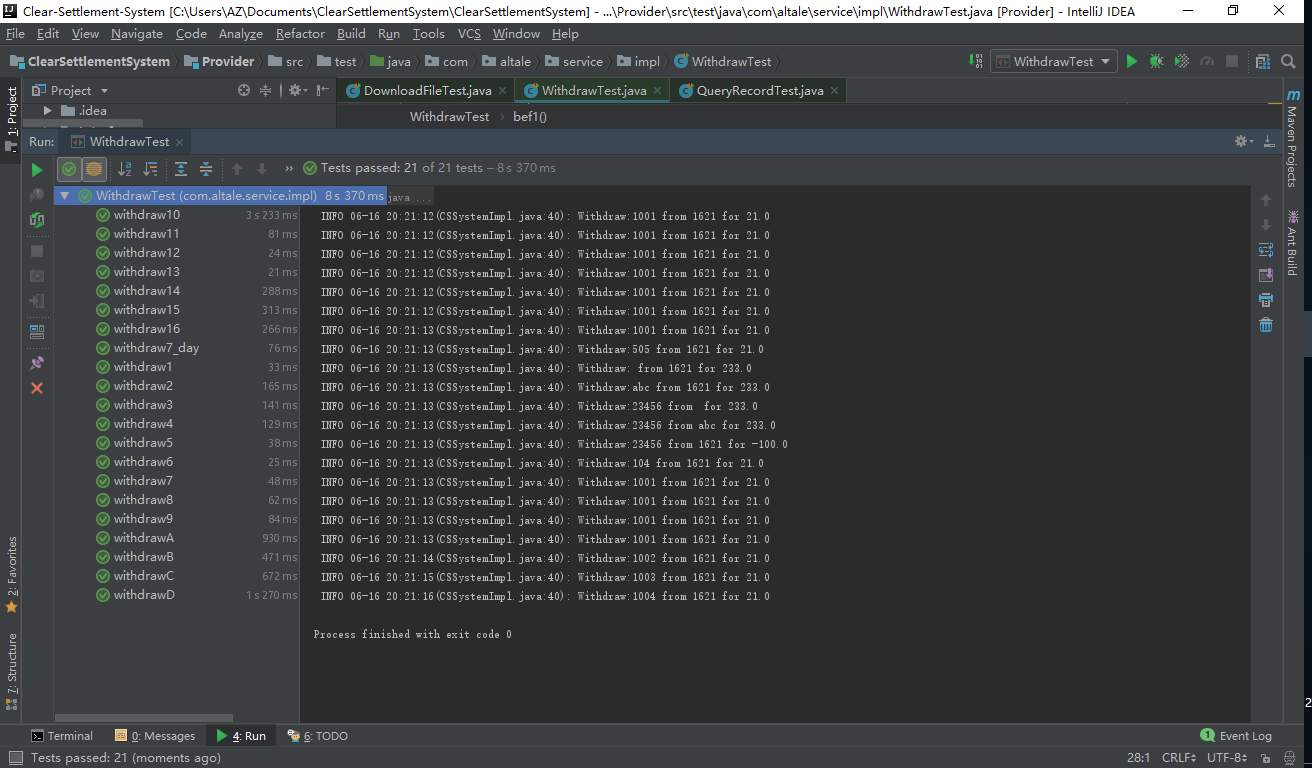 Clear-Settlement-System [C:\Users\AZ\Documents\ClearSettlementSystem\ClearSettlementSystem] - ...\Provider\src\test\java\com\altale\service\impl\WithdrawTest.java [Provider] - IntelliJ IDEA
File Edit View Navigate Code Analyze Refactor Build Run Tools VCS Window Help
ClearSettlementSystem Provider src test java com altale service impl WithdrawTest WithdrawTest
1: Project
Project DownloadFileTest.java WithdrawTest.java QueryRecordTest.java
.idea WithdrawTest bef1()
Run: WithdrawTest
Tests passed: 21 of 21 tests – 8 s 370 ms
WithdrawTest (com.altale.service.impl) 8 s 370 ms java ...
withdraw10 3 s 233 ms INFO 06-16 20:21:12(CSSystemImpl.java:40): Withdraw:1001 from 1621 for 21.0
withdraw11 81 ms INFO 06-16 20:21:12(CSSystemImpl.java:40): Withdraw:1001 from 1621 for 21.0
withdraw12 24 ms INFO 06-16 20:21:12(CSSystemImpl.java:40): Withdraw:1001 from 1621 for 21.0
withdraw13 21 ms INFO 06-16 20:21:12(CSSystemImpl.java:40): Withdraw:1001 from 1621 for 21.0
withdraw14 288 ms INFO 06-16 20:21:12(CSSystemImpl.java:40): Withdraw:1001 from 1621 for 21.0
withdraw15 313 ms INFO 06-16 20:21:12(CSSystemImpl.java:40): Withdraw:1001 from 1621 for 21.0
withdraw16 266 ms INFO 06-16 20:21:13(CSSystemImpl.java:40): Withdraw:1001 from 1621 for 21.0
withdraw7_day 76 ms INFO 06-16 20:21:13(CSSystemImpl.java:40): Withdraw:505 from 1621 for 21.0
withdraw1 33 ms INFO 06-16 20:21:13(CSSystemImpl.java:40): Withdraw: from 1621 for 233.0
withdraw2 165 ms INFO 06-16 20:21:13(CSSystemImpl.java:40): Withdraw:abc from 1621 for 233.0
withdraw3 141 ms INFO 06-16 20:21:13(CSSystemImpl.java:40): Withdraw:23456 from  for 233.0
withdraw4 129 ms INFO 06-16 20:21:13(CSSystemImpl.java:40): Withdraw:23456 from abc for 233.0
withdraw5 38 ms INFO 06-16 20:21:13(CSSystemImpl.java:40): Withdraw:23456 from 1621 for -100.0
withdraw6 25 ms INFO 06-16 20:21:13(CSSystemImpl.java:40): Withdraw:104 from 1621 for 21.0
withdraw7 48 ms INFO 06-16 20:21:13(CSSystemImpl.java:40): Withdraw:1001 from 1621 for 21.0
withdraw8 62 ms INFO 06-16 20:21:13(CSSystemImpl.java:40): Withdraw:1001 from 1621 for 21.0
withdraw9 84 ms INFO 06-16 20:21:13(CSSystemImpl.java:40): Withdraw:1001 from 1621 for 21.0
withdrawA 930 ms INFO 06-16 20:21:13(CSSystemImpl.java:40): Withdraw:1001 from 1621 for 21.0
withdrawB 471 ms INFO 06-16 20:21:14(CSSystemImpl.java:40): Withdraw:1002 from 1621 for 21.0
withdrawC 672 ms INFO 06-16 20:21:15(CSSystemImpl.java:40): Withdraw:1003 from 1621 for 21.0
withdrawD 1 s 270 ms INFO 06-16 20:21:16(CSSystemImpl.java:40): Withdraw:1004 from 1621 for 21.0
Process finished with exit code 0
Maven Projects
Ant Build
2: Favorites
7: Structure
2
Terminal 0: Messages 4: Run 6: TODO 1 Event Log
Tests passed: 21 (moments ago) 28:1 CRLF UTF-8